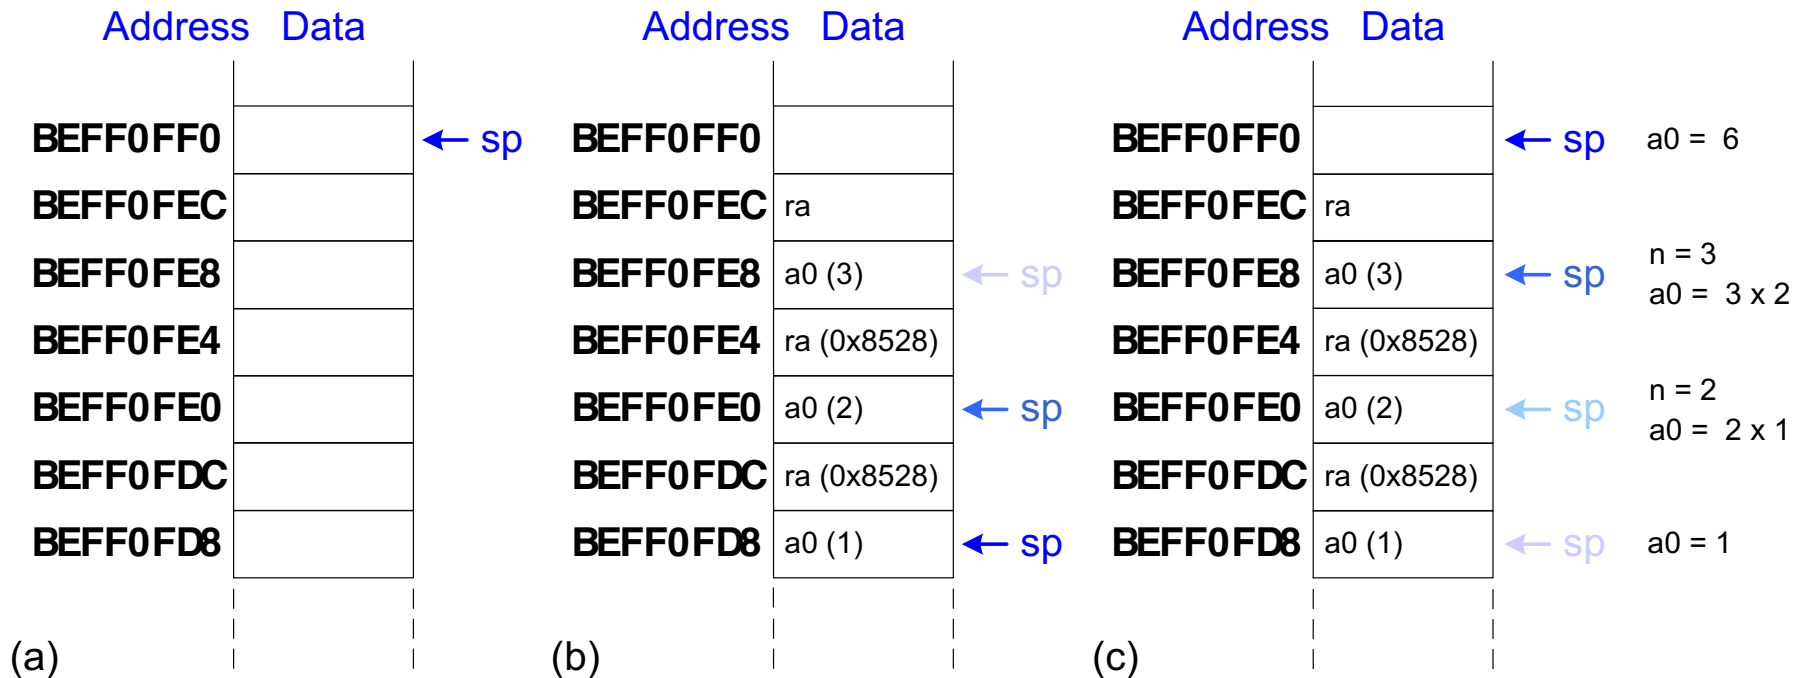 Address Data
BEFF0FF0 sp
BEFF0FEC
BEFF0FE8
BEFF0FE4
BEFF0FE0
BEFF0FDC
BEFF0FD8
(a)
Address Data
BEFF0FF0
BEFF0FEC ra
BEFF0FE8 a0 (3) sp
BEFF0FE4 ra (0x8528)
BEFF0FE0 a0 (2) sp
BEFF0FDC ra (0x8528)
BEFF0FD8 a0 (1) sp
(b)
Address Data
BEFF0FF0 sp a0 = 6
BEFF0FEC ra
BEFF0FE8 a0 (3) sp n = 3
a0 = 3 x 2
BEFF0FE4 ra (0x8528)
BEFF0FE0 a0 (2) sp n = 2
a0 = 2 x 1
BEFF0FDC ra (0x8528)
BEFF0FD8 a0 (1) sp a0 = 1
(c)